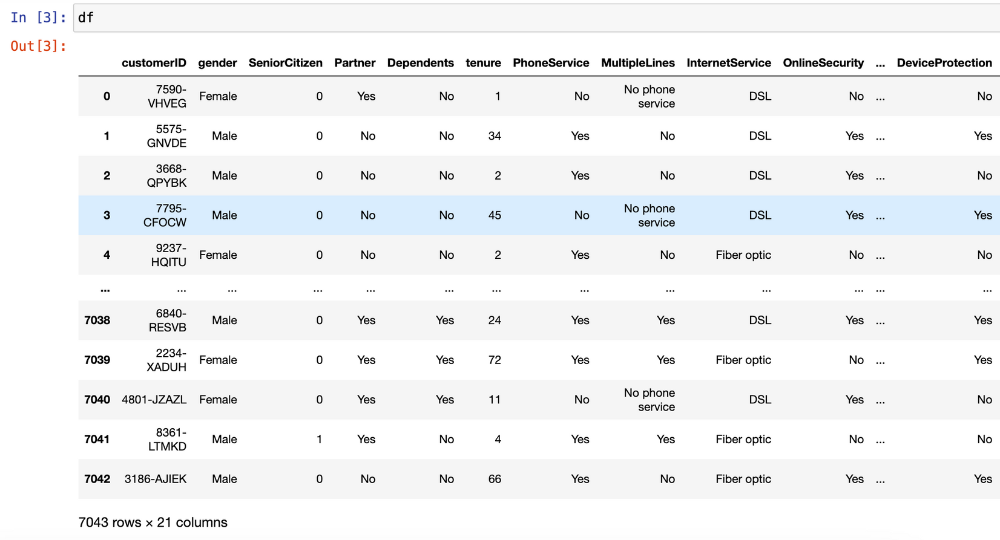 In [3]: df
Out[3]:
customerID gender SeniorCitizen Partner Dependents tenure PhoneService MultipleLines InternetService OnlineSecurity ... DeviceProtection
0 7590-VHVEG Female 0 Yes No 1 No No phone service DSL No ... No
1 5575-GNVDE Male 0 No No 34 Yes No DSL Yes ... Yes
2 3668-QPYBK Male 0 No No 2 Yes No DSL Yes ... No
3 7795-CFOCW Male 0 No No 45 No No phone service DSL Yes ... Yes
4 9237-HQITU Female 0 No No 2 Yes No Fiber optic No ... No
... ... ... ... ... ... ... ... ... ... ... ... ...
7038 6840-RESVB Male 0 Yes Yes 24 Yes Yes DSL Yes ... Yes
7039 2234-XADUH Female 0 Yes Yes 72 Yes Yes Fiber optic No ... Yes
7040 4801-JZAZL Female 0 Yes Yes 11 No No phone service DSL Yes ... No
7041 8361-LTMKD Male 1 Yes No 4 Yes Yes Fiber optic No ... No
7042 3186-AJIEK Male 0 No No 66 Yes No Fiber optic Yes ... Yes
7043 rows × 21 columns